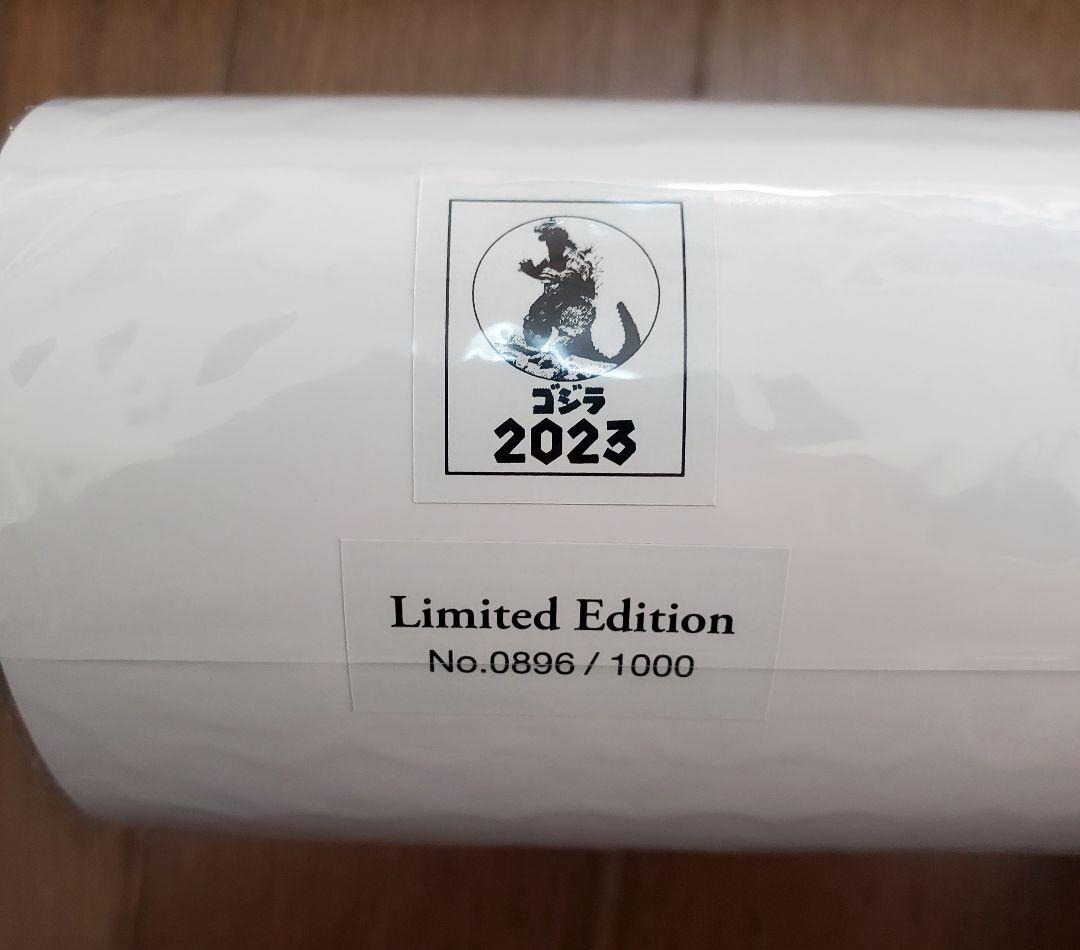 ゴジラ
2023
Limited Edition
No.0896 / 1000